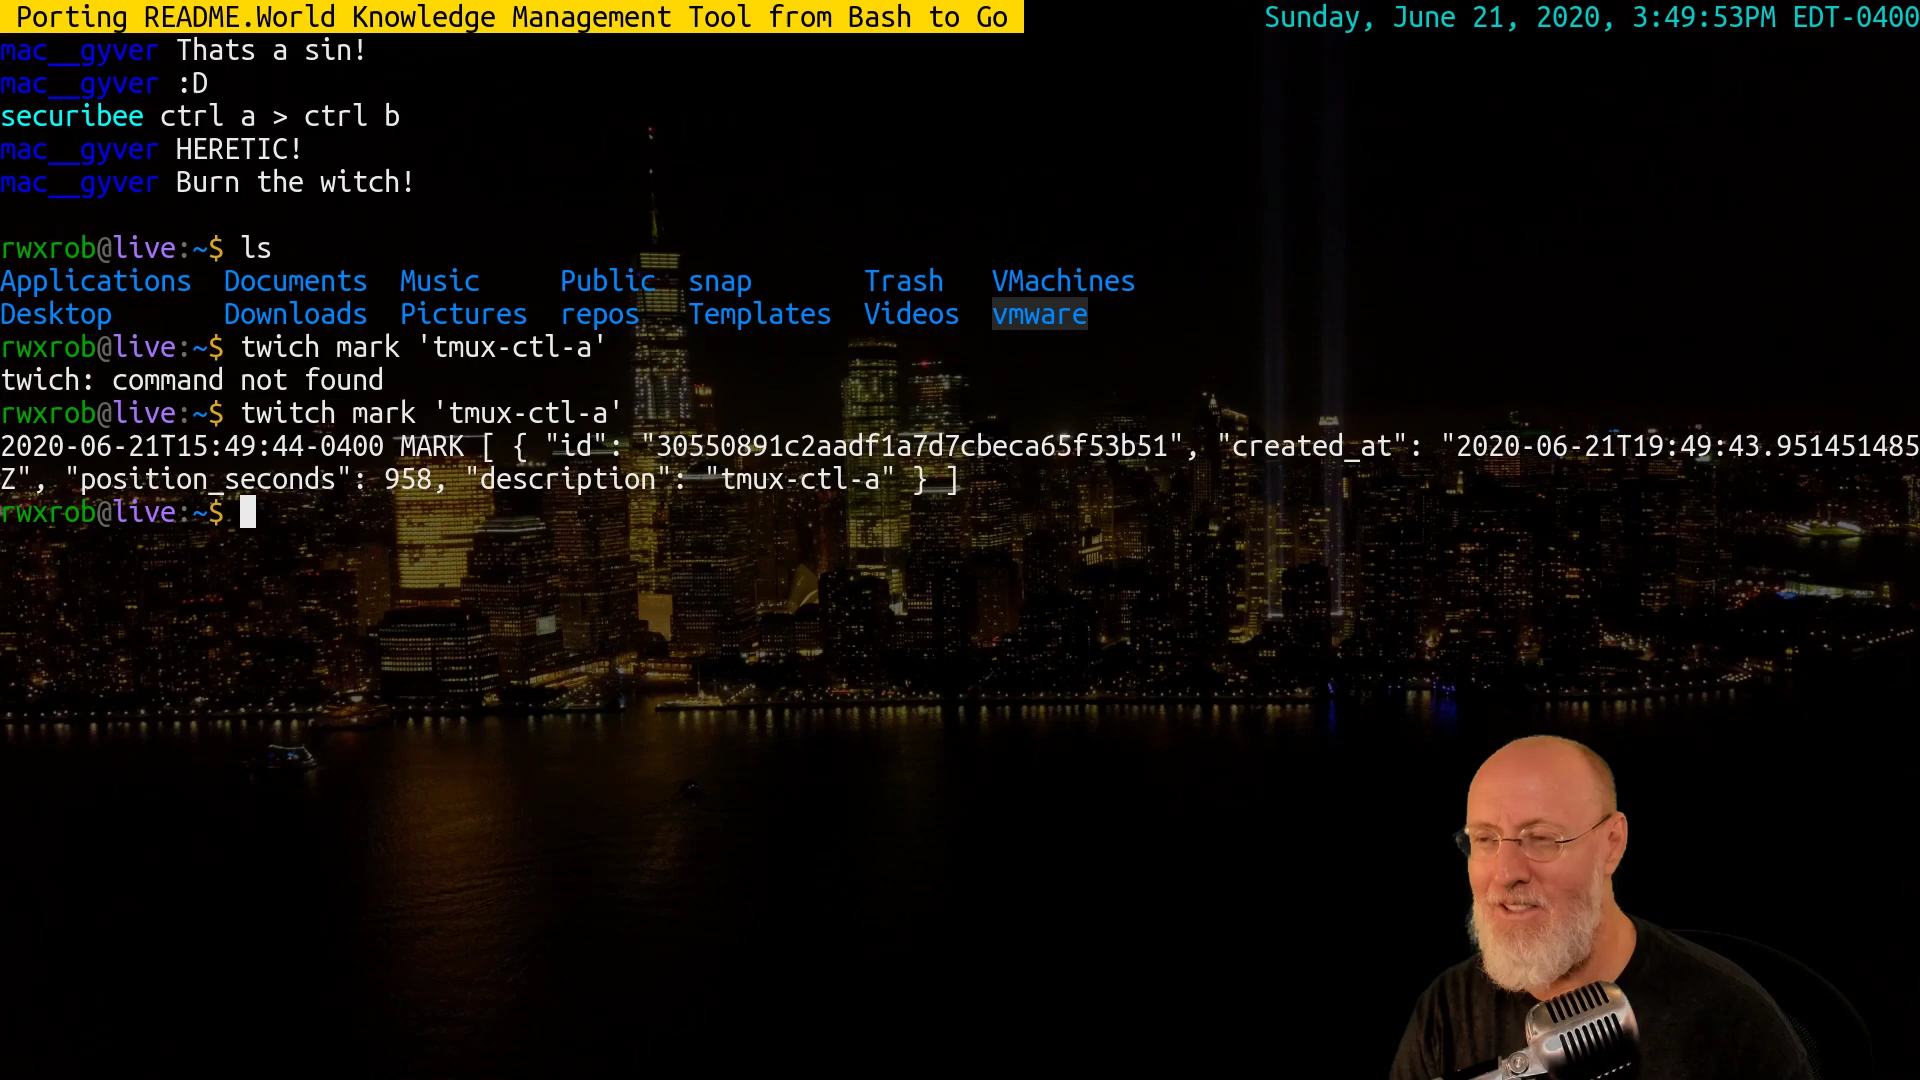 Porting README.World Knowledge Management Tool from Bash to Go
Sunday, June 21, 2020, 3:49:53PM EDT-0400
mac__gyver Thats a sin!
mac__gyver :D
securibee ctrl a > ctrl b
mac__gyver HERETIC!
mac__gyver Burn the witch!
rwxrob@live:~$ ls
Applications Documents Music Public snap Trash VMachines
Desktop Downloads Pictures repos Templates Videos vmware
rwxrob@live:~$ twich mark 'tmux-ctl-a'
twich: command not found
rwxrob@live:~$ twitch mark 'tmux-ctl-a'
2020-06-21T15:49:44-0400 MARK [ { "id": "30550891c2aadf1a7d7cbeca65f53b51", "created_at": "2020-06-21T19:49:43.951451485
Z", "position_seconds": 958, "description": "tmux-ctl-a" } ]
rwxrob@live:~$